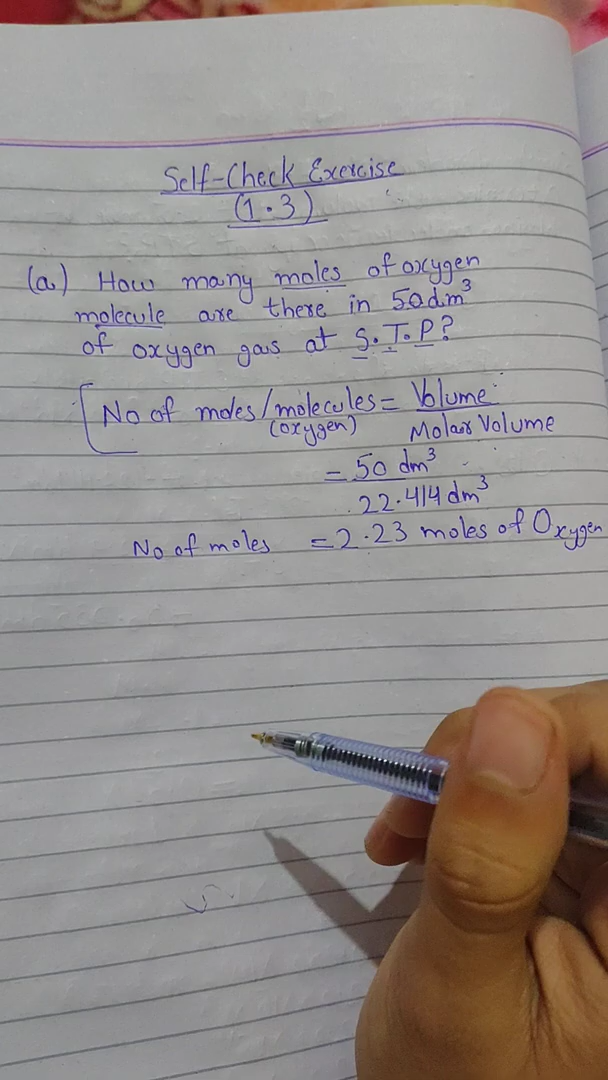 Self-Check Exercise
(1.3)
(a) How many moles of oxygen
molecule are there in 50dm³
of oxygen gas at S.T.P?
No of moles/molecules = Volume
(oxygen) Molar Volume
= 50 dm³
22.414 dm³
No of moles = 2.23 moles of Oxygen